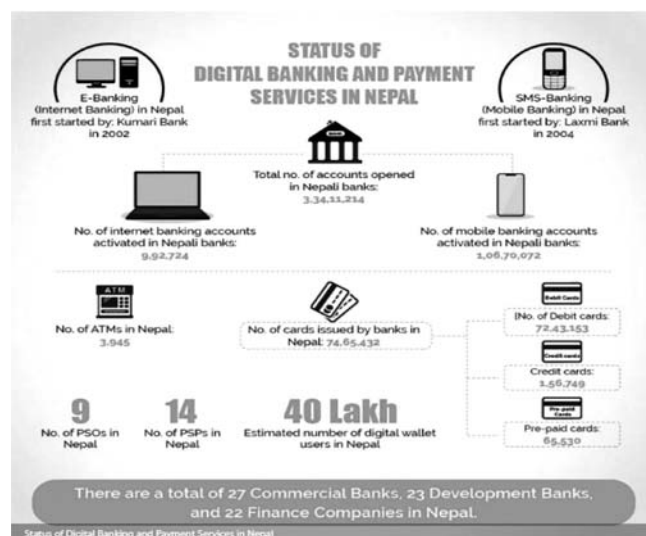 STATUS OF
DIGITAL BANKING AND PAYMENT
SERVICES IN NEPAL
E-Banking
(Internet Banking) in Nepal
first started by: Kumari Bank
in 2002
SMS-Banking
(Mobile Banking) in Nepal
first started by: Laxmi Bank
in 2004
Total no. of accounts opened
in Nepali banks:
3,34,11,214
No. of internet banking accounts
activated in Nepali banks:
9,92,724
No. of mobile banking accounts
activated in Nepali banks:
1,06,70,072
ATM
No. of ATMs in Nepal:
3,945
No. of cards issued by banks in
Nepal: 74,65,432
Debit Cards
[No. of Debit cards:
72,43,153
Credit cards
Credit cards:
1,56,749
Pre-paid
Cards
Pre-paid cards:
65,530
9
No. of PSOs in
Nepal
14
No. of PSPs in
Nepal
40 Lakh
Estimated number of digital wallet
users in Nepal
There are a total of 27 Commercial Banks, 23 Development Banks,
and 22 Finance Companies in Nepal.
Status of Digital Banking and Payment Services in Nepal